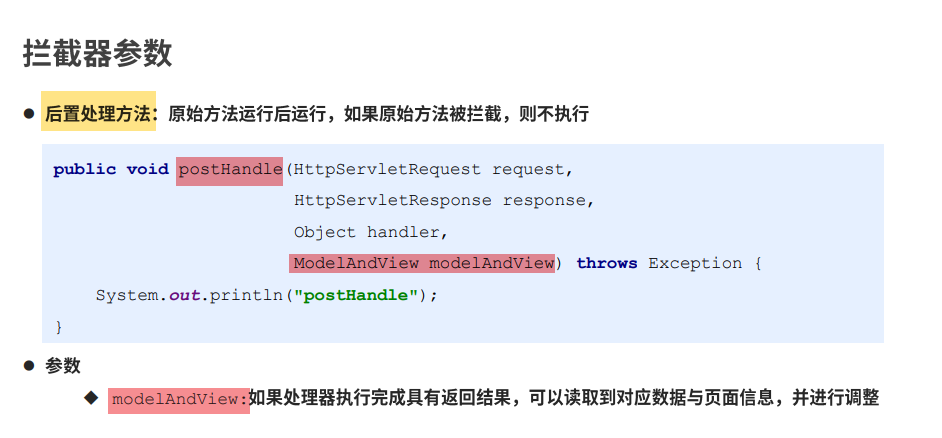 拦截器参数
● 后置处理方法：原始方法运行后运行，如果原始方法被拦截，则不执行
public void postHandle(HttpServletRequest request,
HttpServletResponse response,
Object handler,
ModelAndView modelAndView) throws Exception {
System.out.println("postHandle");
}
● 参数
◆ modelAndView:如果处理器执行完成具有返回结果，可以读取到对应数据与页面信息，并进行调整